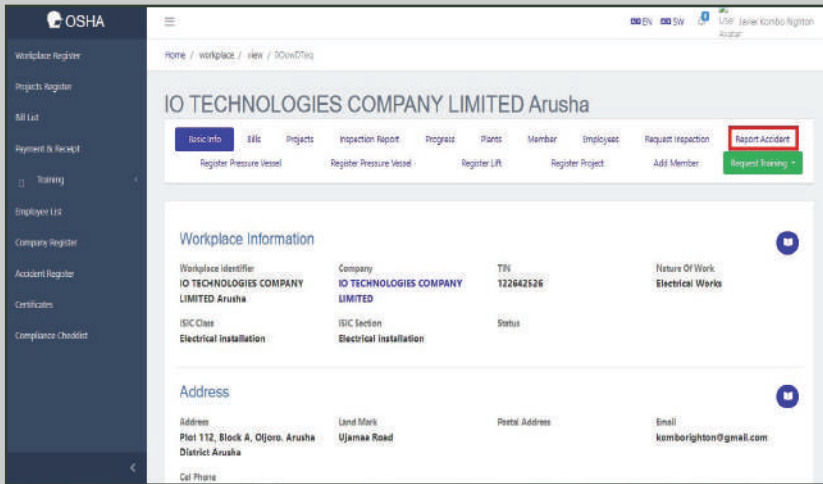 OSHA
EN SW
User Javier Kombo Righton
Avatar
Workplace Register
Projects Register
Bill List
Payment & Receipt
Training
Employee List
Company Register
Accident Register
Certificates
Compliance Checklist
Home / workplace / view /
IO TECHNOLOGIES COMPANY LIMITED Arusha
Basic Info Bills Projects Inspection Report Progress Plants Member Employees Request Inspection Report Accident
Register Pressure Vessel Register Pressure Vessel Register Lift Register Project Add Member Request Training
Workplace Information
Workplace Identifier Company TIN Nature Of Work
IO TECHNOLOGIES COMPANY IO TECHNOLOGIES COMPANY 122642526 Electrical Works
LIMITED Arusha LIMITED
ISIC Class ISIC Section Status
Electrical installation Electrical installation
Address
Address Land Mark Postal Address Email
Plot 112, Block A, Oljoro. Arusha Ujamaa Road komborighton@gmail.com
District Arusha
Cel Phone